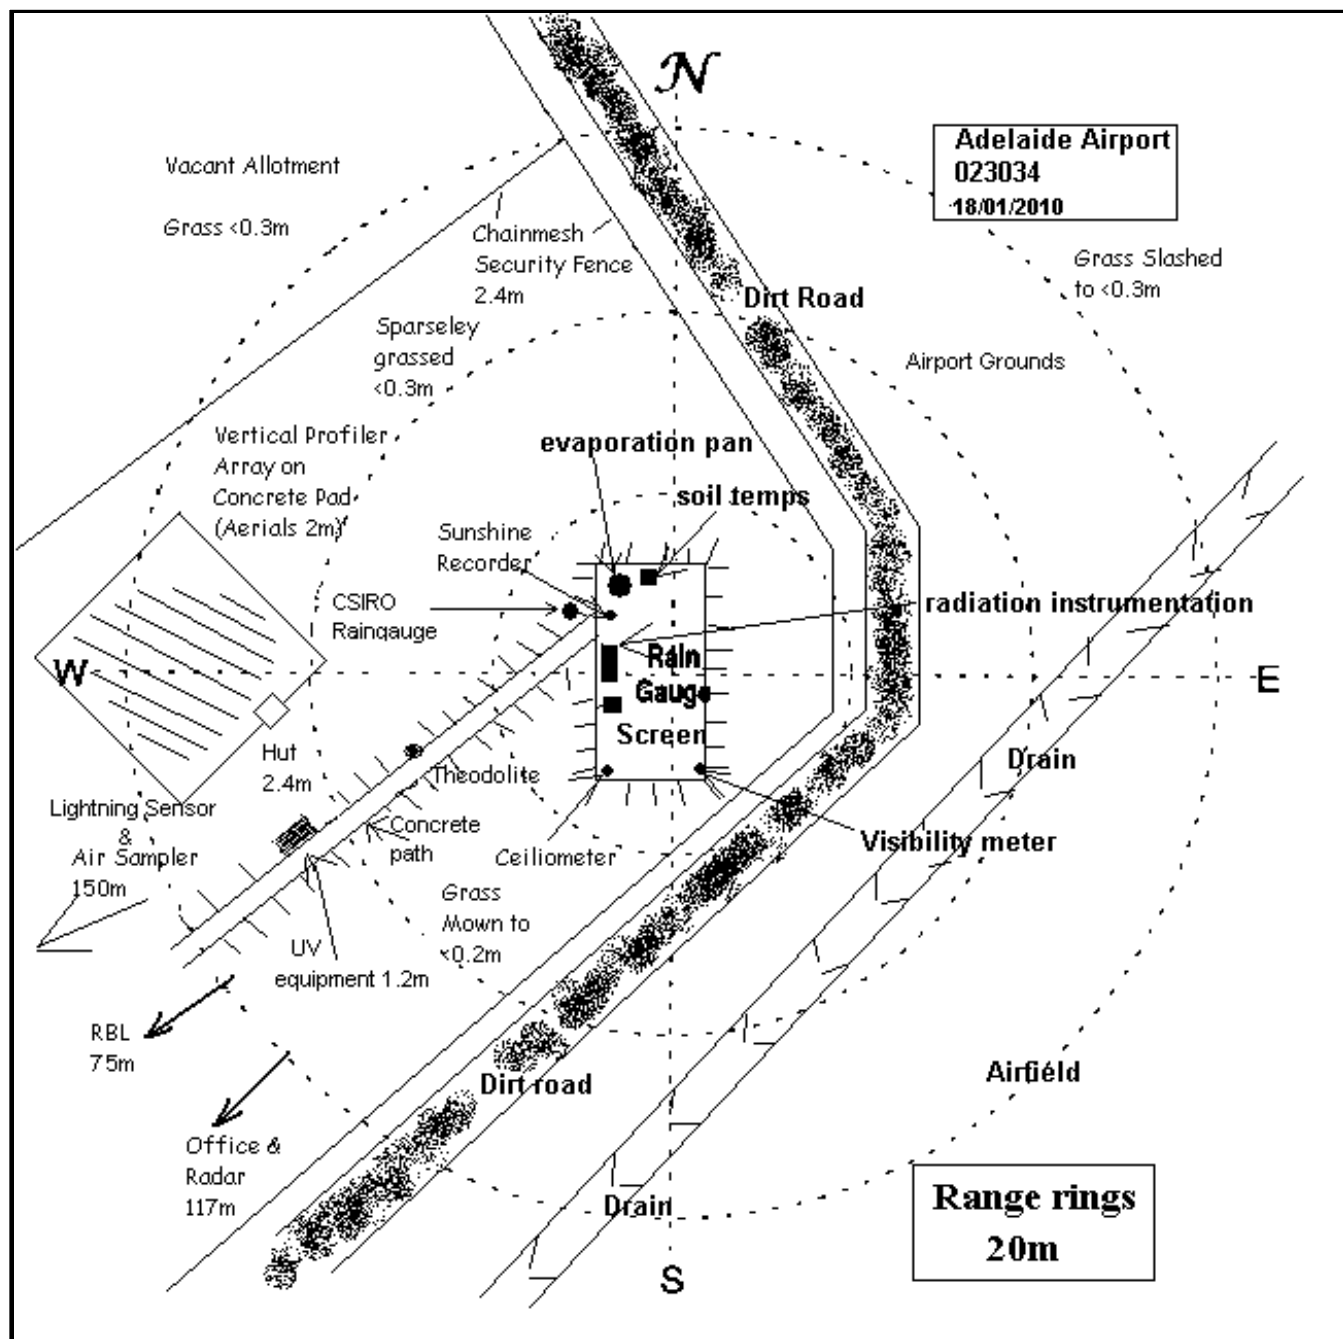 N
Adelaide Airport
023034
18/01/2010
Vacant Allotment
Grass <0.3m
Chainmesh
Security Fence
2.4m
Grass Slashed
to <0.3m
Dirt Road
Sparseley
grassed
<0.3m
Airport Grounds
Vertical Profiler
Array on
Concrete Pad
(Aerials 2m)
evaporation pan
soil temps
Sunshine
Recorder
CSIRO
Raingauge
radiation instrumentation
W
Rain
Gauge
E
Screen
Hut
2.4m
Theodolite
Drain
Lightning Sensor
&
Air Sampler
150m
Concrete
path
Ceiliometer
Visibility meter
Grass
Mown to
<0.2m
UV
equipment 1.2m
RBL
75m
Dirt road
Airfield
Office &
Radar
117m
Drain
Range rings
20m
S